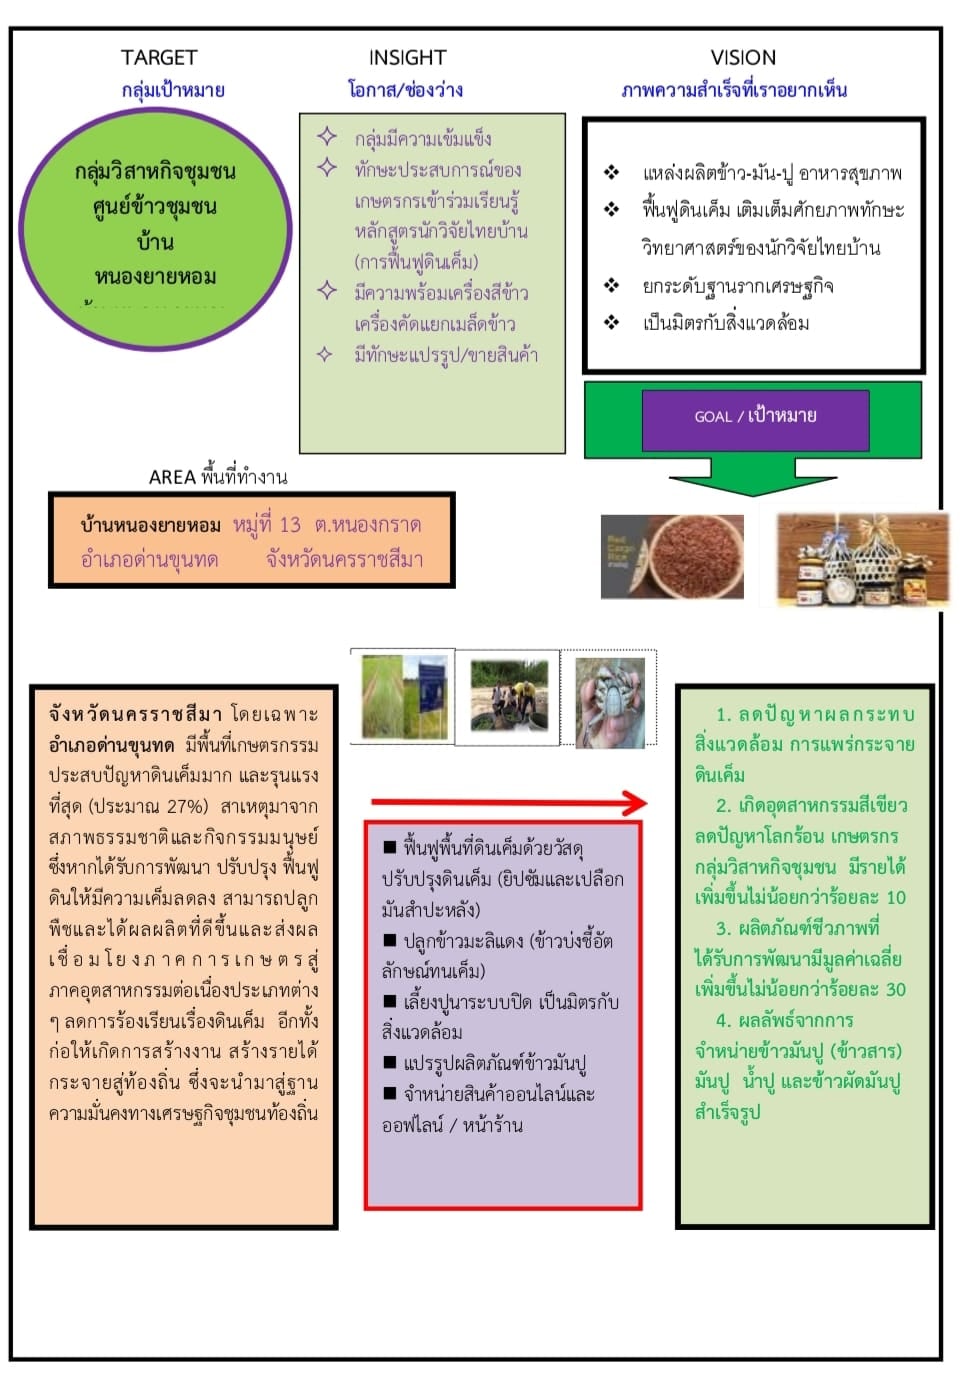 TARGET
กลุ่มเป้าหมาย
กลุ่มวิสาหกิจชุมชน
ศูนย์ข้าวชุมชน
บ้าน
หนองยายหอม
INSIGHT
โอกาส/ช่องว่าง
✧ กลุ่มมีความเข้มแข็ง
✧ ทักษะประสบการณ์ของ
เกษตรกรเข้าร่วมเรียนรู้
หลักสูตรนักวิจัยไทยบ้าน
(การฟื้นฟูดินเค็ม)
✧ มีความพร้อมเครื่องสีข้าว
เครื่องคัดแยกเมล็ดข้าว
✧ มีทักษะแปรรูป/ขายสินค้า
VISION
ภาพความสำเร็จที่เราอยากเห็น
❖ แหล่งผลิตข้าว-มัน-ปู อาหารสุขภาพ
❖ ฟื้นฟูดินเค็ม เติมเต็มศักยภาพทักษะ
วิทยาศาสตร์ของนักวิจัยไทยบ้าน
❖ ยกระดับฐานรากเศรษฐกิจ
❖ เป็นมิตรกับสิ่งแวดล้อม
GOAL / เป้าหมาย
AREA พื้นที่ทำงาน
บ้านหนองยายหอม หมู่ที่ 13 ต.หนองกราด
อำเภอด่านขุนทด จังหวัดนครราชสีมา
Red
Cargo
Rice
จังหวัดนครราชสีมา โดยเฉพาะ
อำเภอด่านขุนทด มีพื้นที่เกษตรกรรม
ประสบปัญหาดินเค็มมาก และรุนแรง
ที่สุด (ประมาณ 27%) สาเหตุมาจาก
สภาพธรรมชาติและกิจกรรมมนุษย์
ซึ่งหากได้รับการพัฒนา ปรับปรุง ฟื้นฟู
ดินให้มีความเค็มลดลง สามารถปลูก
พืชและได้ผลผลิตที่ดีขึ้นและส่งผล
เชื่อมโยงภาคการเกษตรสู่
ภาคอุตสาหกรรมต่อเนื่องประเภทต่าง
ๆ ลดการร้องเรียนเรื่องดินเค็ม อีกทั้ง
ก่อให้เกิดการสร้างงาน สร้างรายได้
กระจายสู่ท้องถิ่น ซึ่งจะนำมาสู่ฐาน
ความมั่นคงทางเศรษฐกิจชุมชนท้องถิ่น
■ ฟื้นฟูพื้นที่ดินเค็มด้วยวัสดุ
ปรับปรุงดินเค็ม (ยิปซัมและเปลือก
มันสำปะหลัง)
■ ปลูกข้าวมะลิแดง (ข้าวบ่งชี้อัต
ลักษณ์ทนเค็ม)
■ เลี้ยงปูนาระบบปิด เป็นมิตรกับ
สิ่งแวดล้อม
■ แปรรูปผลิตภัณฑ์ข้าวมันปู
■ จำหน่ายสินค้าออนไลน์และ
ออฟไลน์ / หน้าร้าน
1. ลดปัญหาผลกระทบ
สิ่งแวดล้อม การแพร่กระจาย
ดินเค็ม
2. เกิดอุตสาหกรรมสีเขียว
ลดปัญหาโลกร้อน เกษตรกร
กลุ่มวิสาหกิจชุมชน มีรายได้
เพิ่มขึ้นไม่น้อยกว่าร้อยละ 10
3. ผลิตภัณฑ์ชีวภาพที่
ได้รับการพัฒนามีมูลค่าเฉลี่ย
เพิ่มขึ้นไม่น้อยกว่าร้อยละ 30
4. ผลลัพธ์จากการ
จำหน่ายข้าวมันปู (ข้าวสาร)
มันปู น้ำปู และข้าวผัดมันปู
สำเร็จรูป